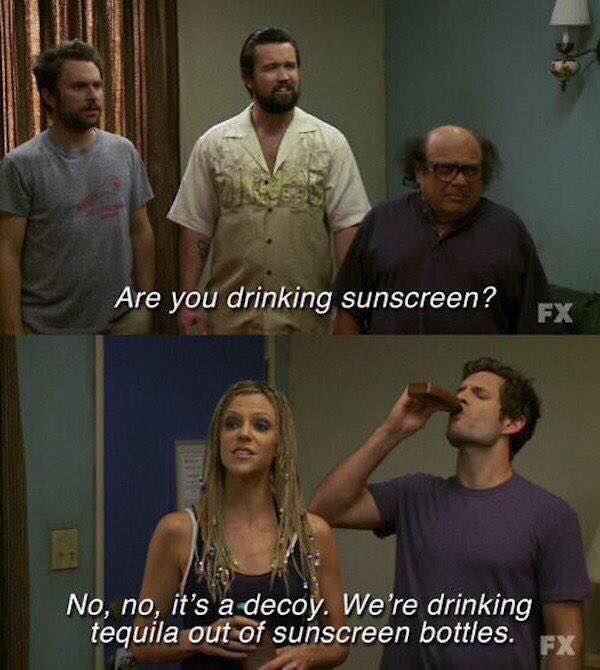 Are you drinking sunscreen?
FX
No, no, it's a decoy. We're drinking
tequila out of sunscreen bottles.
FX